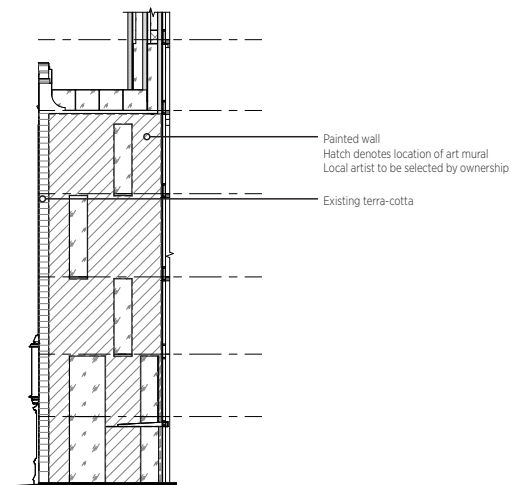 Painted wall
Hatch denotes location of art mural
Local artist to be selected by ownership
Existing terra-cotta